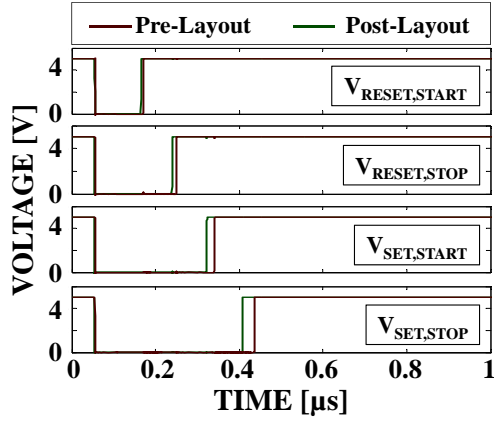 Pre-Layout Post-Layout
VOLTAGE [V]
4
0
V_RESET,START
4
0
V_RESET,STOP
4
0
V_SET,START
4
0
V_SET,STOP
0 0.2 0.4 0.6 0.8 1
TIME [µs]